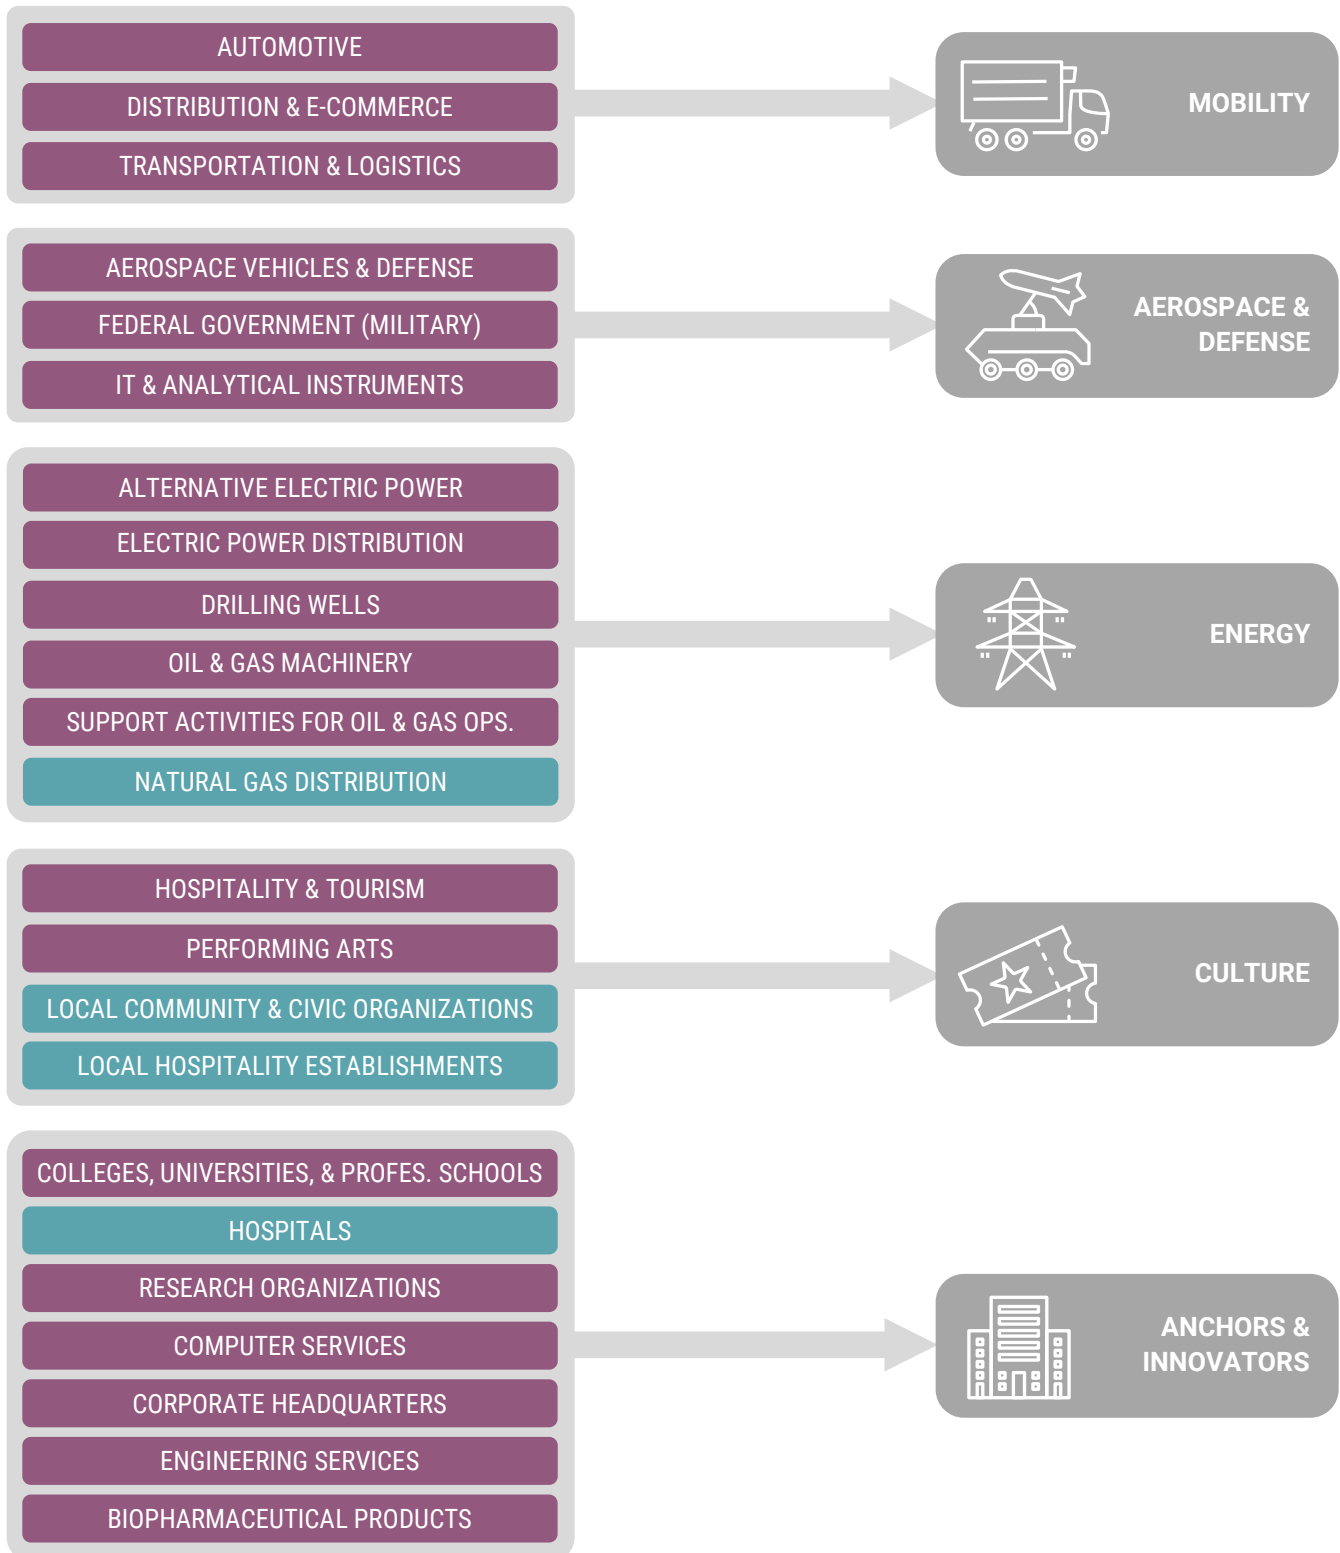 AUTOMOTIVE
DISTRIBUTION & E-COMMERCE
TRANSPORTATION & LOGISTICS
MOBILITY
AEROSPACE VEHICLES & DEFENSE
FEDERAL GOVERNMENT (MILITARY)
IT & ANALYTICAL INSTRUMENTS
AEROSPACE &
DEFENSE
ALTERNATIVE ELECTRIC POWER
ELECTRIC POWER DISTRIBUTION
DRILLING WELLS
OIL & GAS MACHINERY
SUPPORT ACTIVITIES FOR OIL & GAS OPS.
NATURAL GAS DISTRIBUTION
ENERGY
HOSPITALITY & TOURISM
PERFORMING ARTS
LOCAL COMMUNITY & CIVIC ORGANIZATIONS
LOCAL HOSPITALITY ESTABLISHMENTS
CULTURE
COLLEGES, UNIVERSITIES, & PROFES. SCHOOLS
HOSPITALS
RESEARCH ORGANIZATIONS
COMPUTER SERVICES
CORPORATE HEADQUARTERS
ENGINEERING SERVICES
BIOPHARMACEUTICAL PRODUCTS
ANCHORS &
INNOVATORS